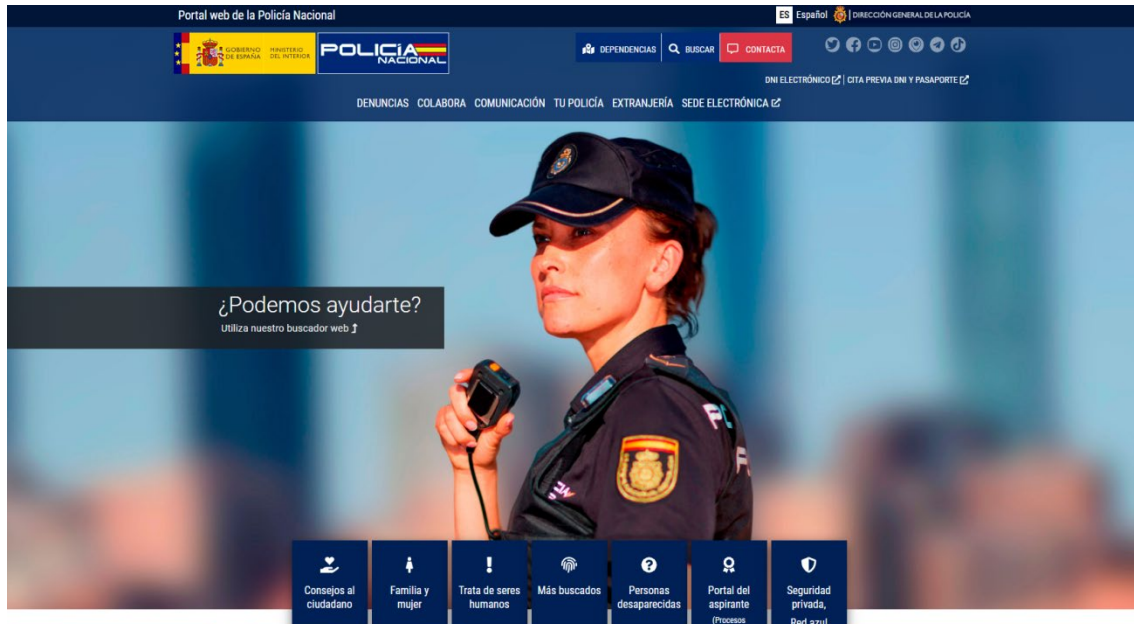 Portal web de la Policía Nacional
ES Español | DIRECCIÓN GENERAL DE LA POLICÍA
GOBIERNO DE ESPAÑA
MINISTERIO DEL INTERIOR
POLICÍA
NACIONAL
DEPENDENCIAS BUSCAR CONTACTA
DNI ELECTRÓNICO | CITA PREVIA DNI Y PASAPORTE
DENUNCIAS COLABORA COMUNICACIÓN TU POLICÍA EXTRANJERÍA SEDE ELECTRÓNICA
¿Podemos ayudarte?
Utiliza nuestro buscador web
Consejos al
ciudadano
Familia y
mujer
Trata de seres
humanos
Más buscados
Personas
desaparecidas
Portal del
aspirante
(Procesos
Seguridad
privada,
Red azul